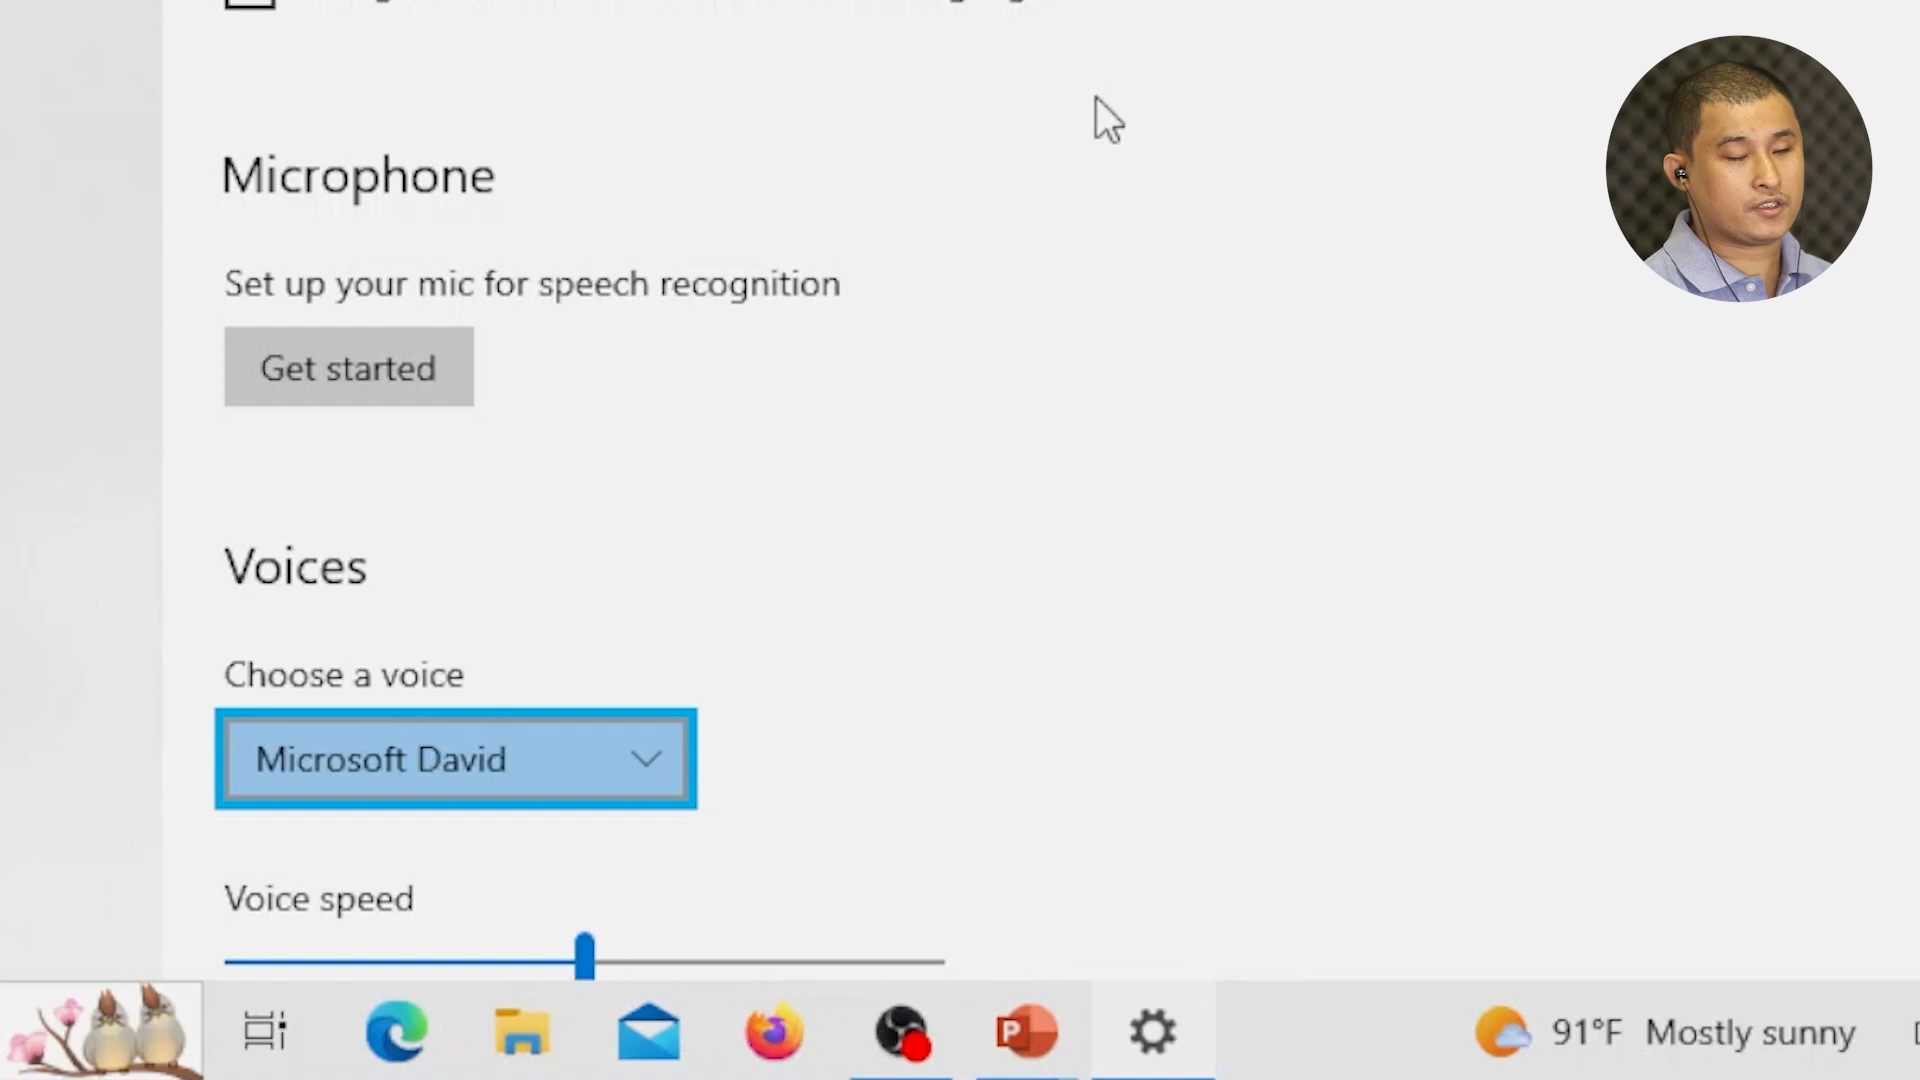 Microphone
Set up your mic for speech recognition
Get started
Voices
Choose a voice
Microsoft David
Voice speed
P
91°F Mostly sunny